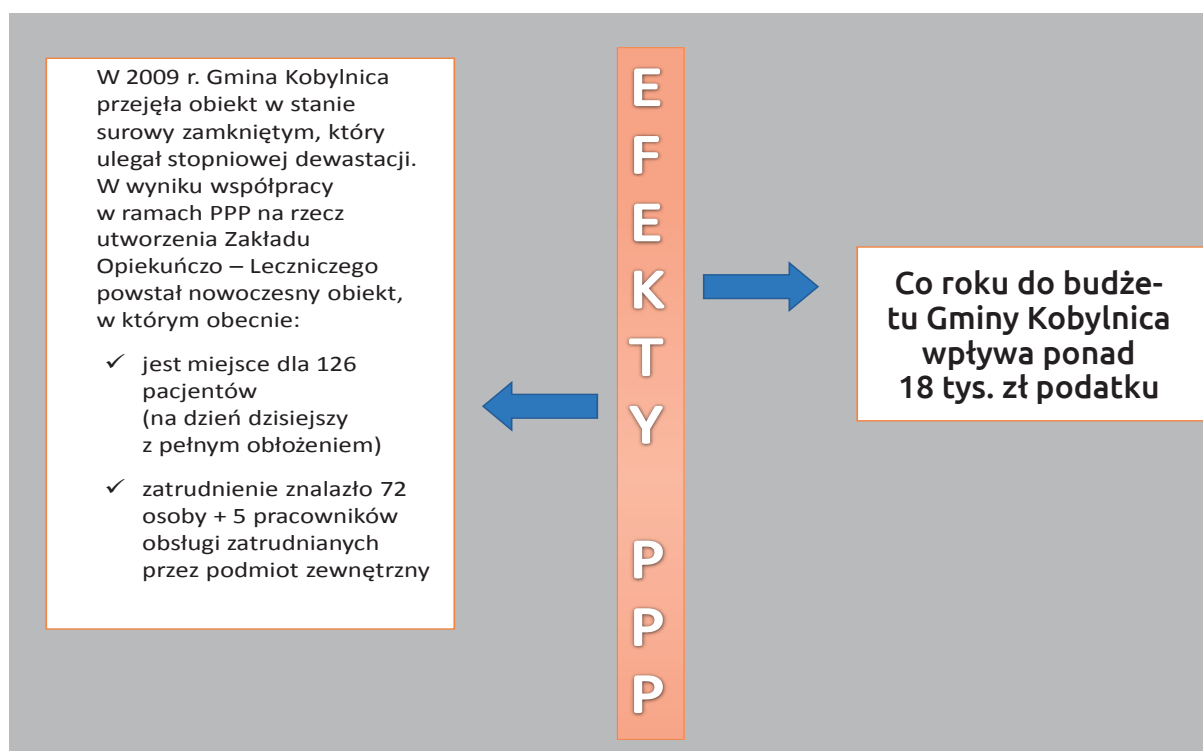 W 2009 r. Gmina Kobylnica
przejęła obiekt w stanie
surowy zamkniętym, który
ulegał stopniowej dewastacji.
W wyniku współpracy
w ramach PPP na rzecz
utworzenia Zakładu
Opiekuńczo – Leczniczego
powstał nowoczesny obiekt,
w którym obecnie:
✓ jest miejsce dla 126
pacjentów
(na dzień dzisiejszy
z pełnym obłożeniem)
✓ zatrudnienie znalazło 72
osoby + 5 pracowników
obsługi zatrudnianych
przez podmiot zewnętrzny
E
F
E
K
T
Y
P
P
P
Co roku do budże-
tu Gminy Kobylnica
wpływa ponad
18 tys. zł podatku